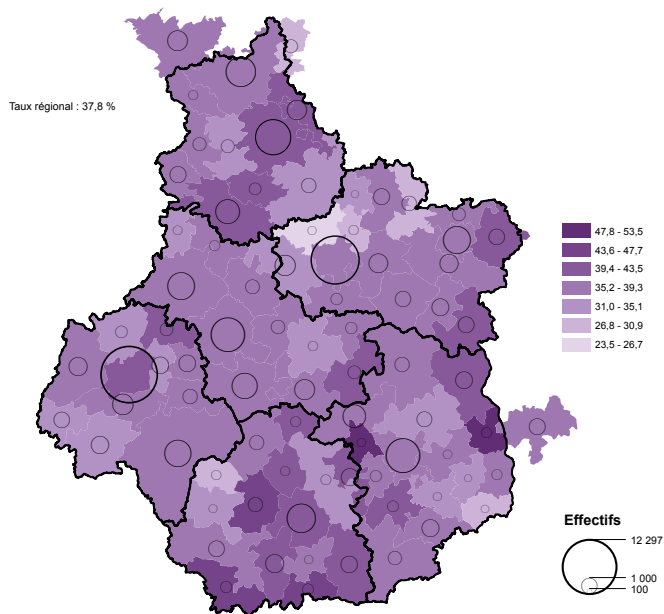 Taux régional : 37,8 %
47,8 - 53,5
43,6 - 47,7
39,4 - 43,5
35,2 - 39,3
31,0 - 35,1
26,8 - 30,9
23,5 - 26,7
Effectifs
12 297
1 000
100